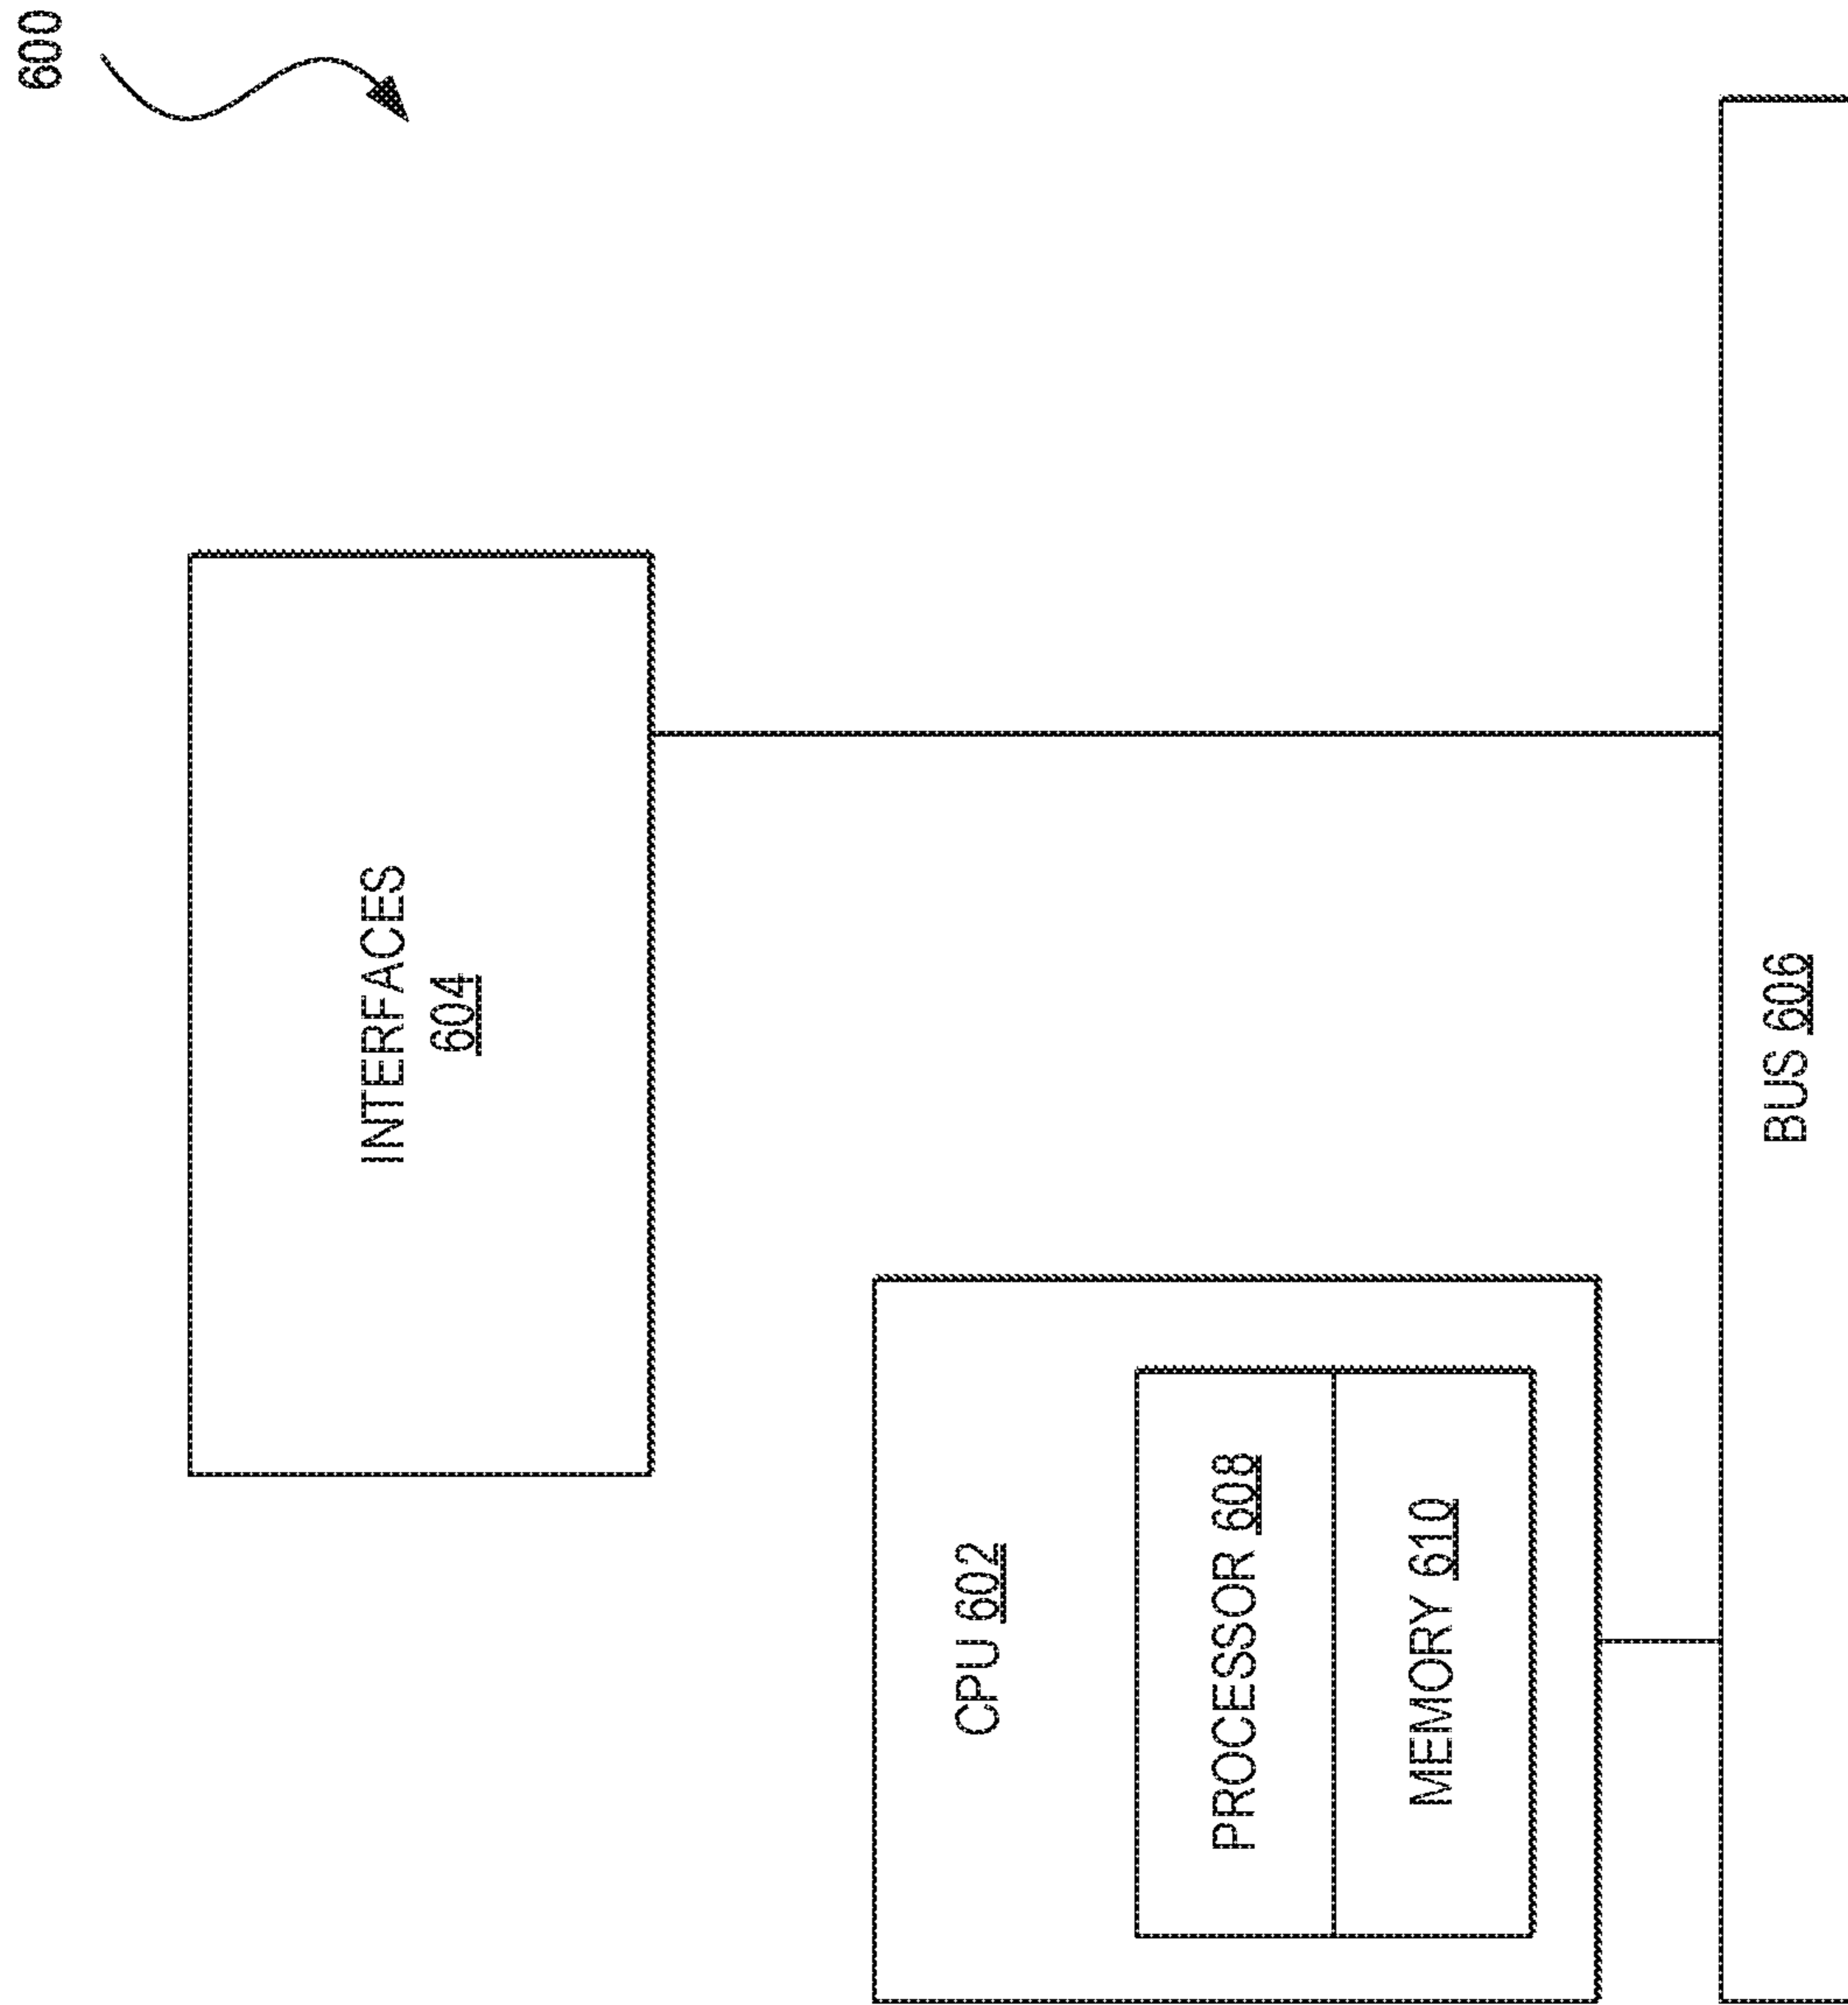 600
INTERFACES
604
CPU 602
PROCESSOR 608
MEMORY 610
BUS 606